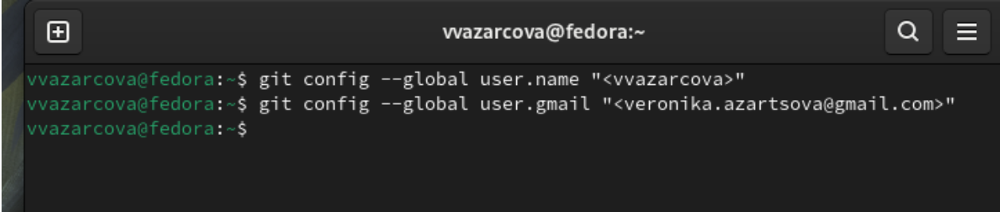 vvazarcova@fedora:~
vvazarcova@fedora:~$ git config --global user.name "<vvazarcova>"
vvazarcova@fedora:~$ git config --global user.gmail "<veronika.azartsova@gmail.com>"
vvazarcova@fedora:~$